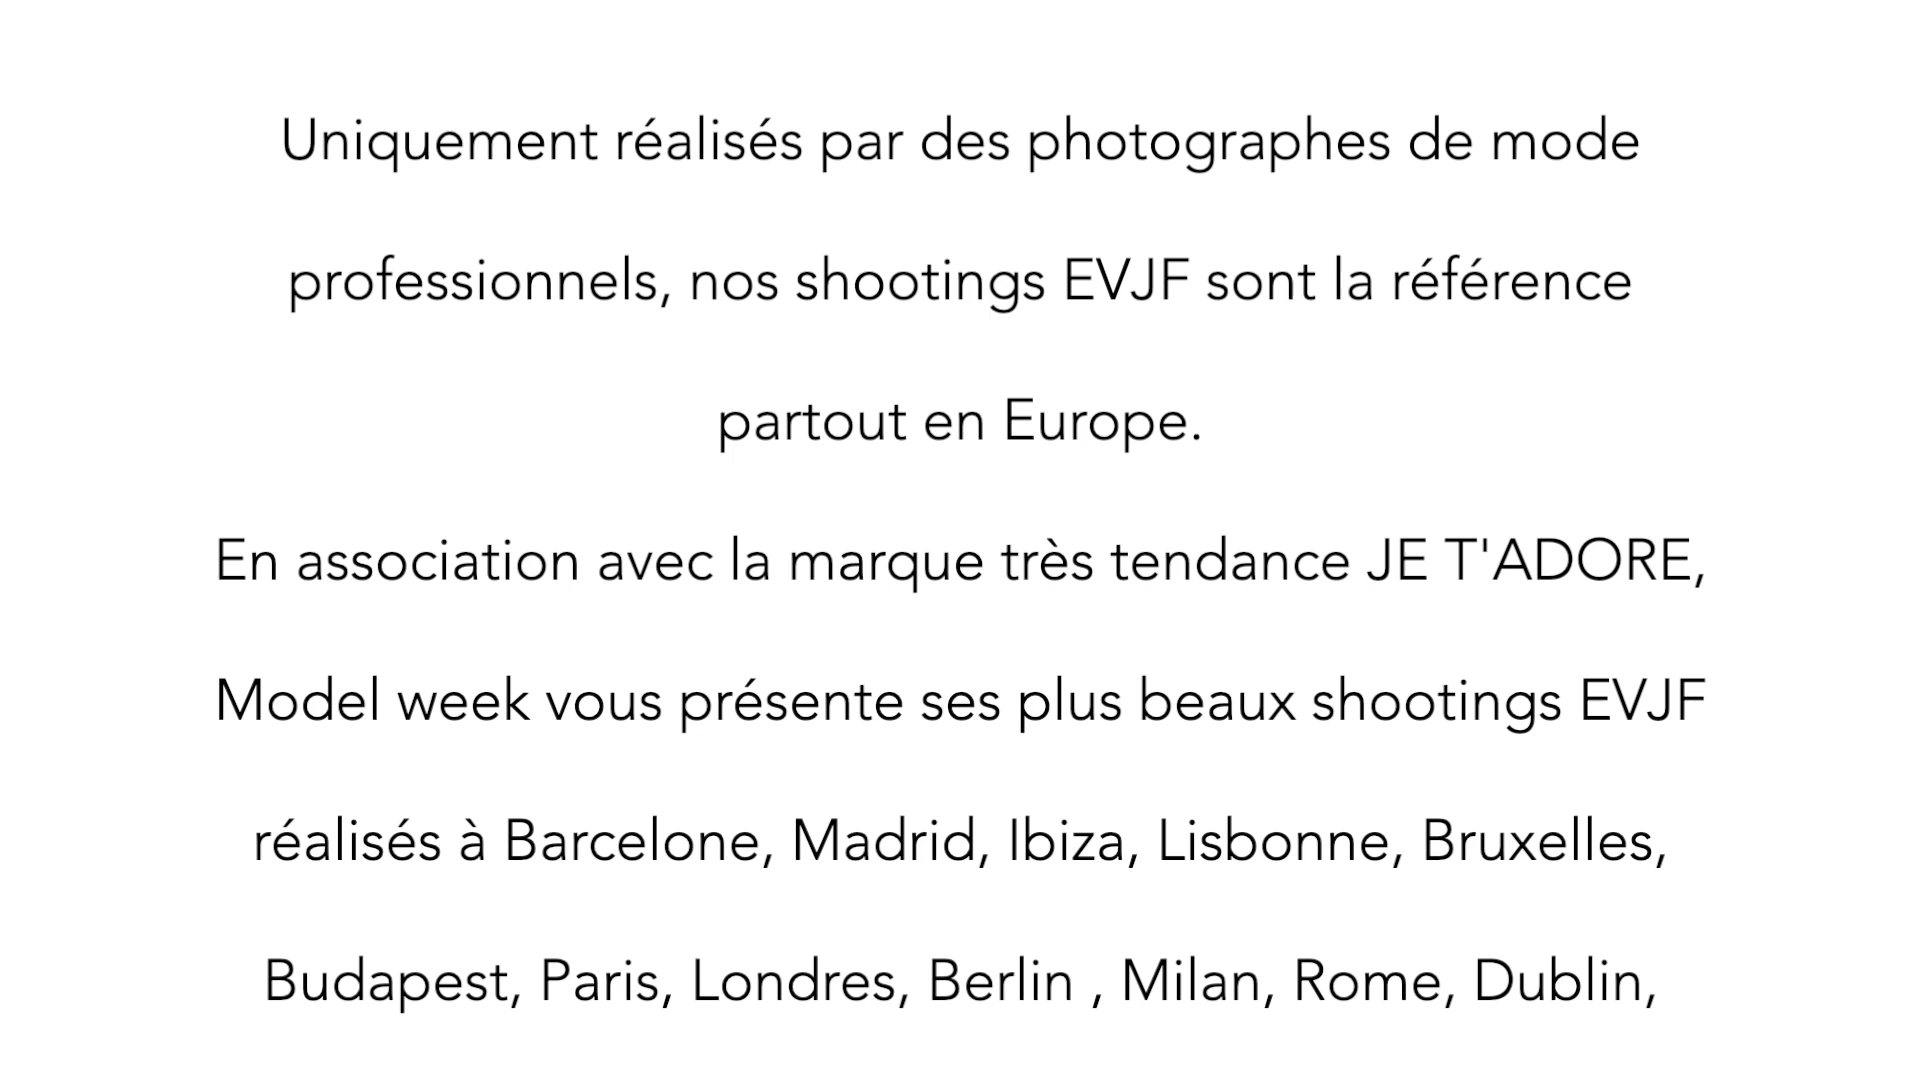 Uniquement réalisés par des photographes de mode
professionnels, nos shootings EVJF sont la référence
partout en Europe.
En association avec la marque très tendance JE T'ADORE,
Model week vous présente ses plus beaux shootings EVJF
réalisés à Barcelone, Madrid, Ibiza, Lisbonne, Bruxelles,
Budapest, Paris, Londres, Berlin , Milan, Rome, Dublin,